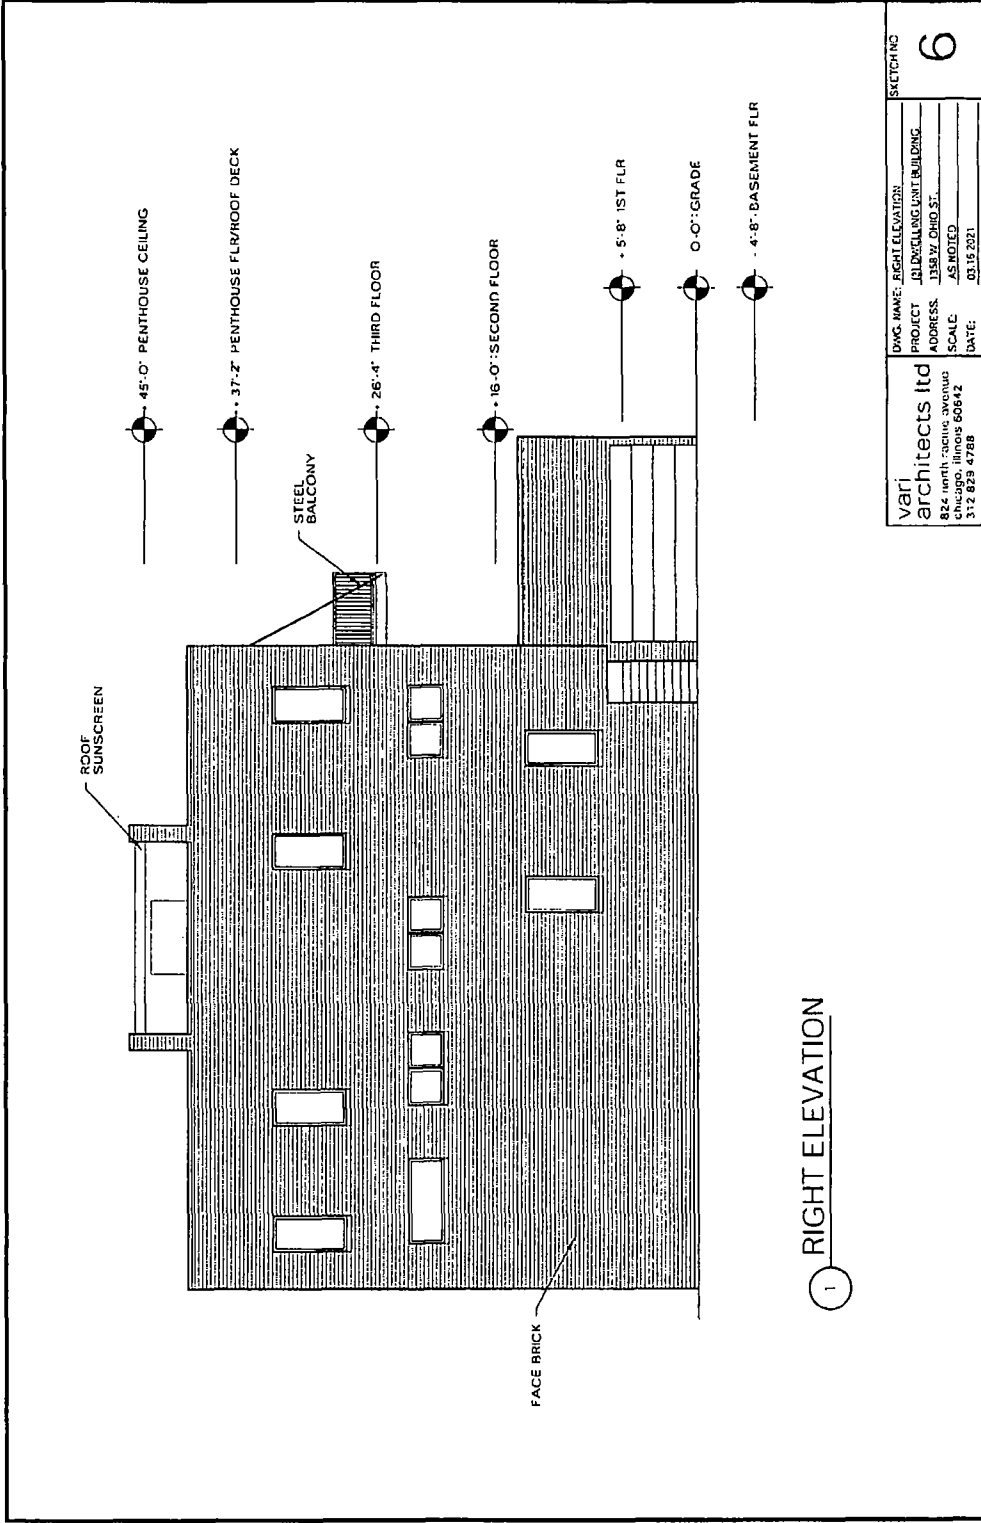 ROOF
SUNSCREEN
STEEL
BALCONY
+ 45'-0" PENTHOUSE CEILING
+ 37'-2" PENTHOUSE FLR/ROOF DECK
+ 26'-4" THIRD FLOOR
+ 16'-0" SECOND FLOOR
+ 5'-8" 1ST FLR
0'-0" GRADE
- 4'-8" BASEMENT FLR
FACE BRICK
1
RIGHT ELEVATION
vari
architects ltd
824 north racine avenue
chicago, illinois 60642
312 829 4788
DWG. NAME: RIGHT ELEVATION
PROJECT (2) DWELLING UNIT BUILDING
ADDRESS: 1358 W. OHIO ST.
SCALE: AS NOTED
DATE: 03.15.2021
SKETCH NO
6